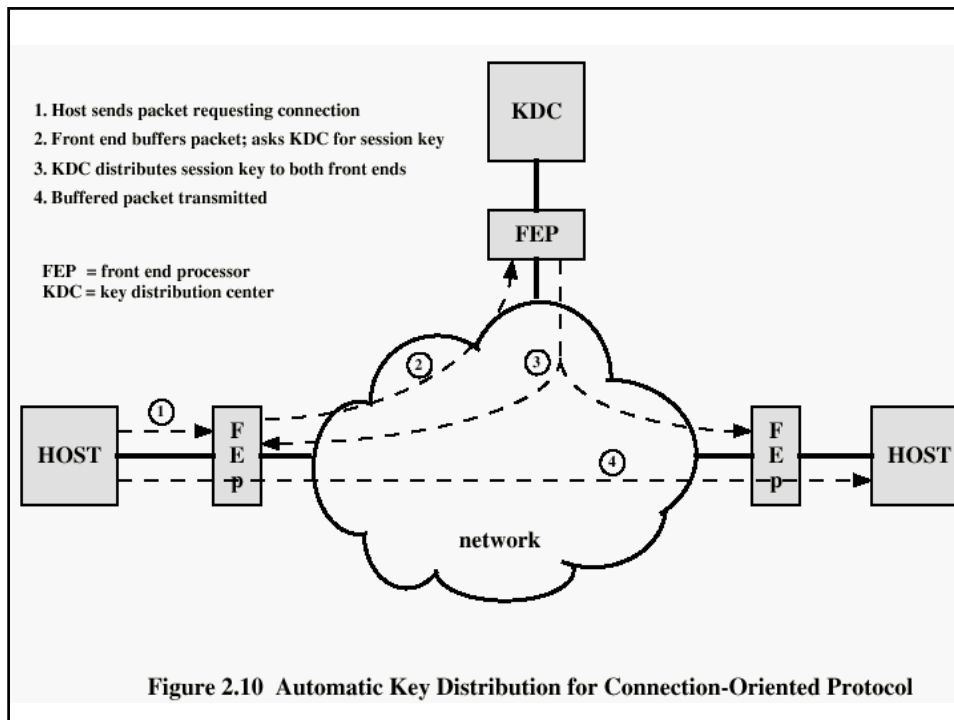 1. Host sends packet requesting connection
2. Front end buffers packet; asks KDC for session key
3. KDC distributes session key to both front ends
4. Buffered packet transmitted
FEP = front end processor
KDC = key distribution center
KDC
FEP
2
3
1
HOST
F
E
p
4
F
E
p
HOST
network
Figure 2.10 Automatic Key Distribution for Connection-Oriented Protocol